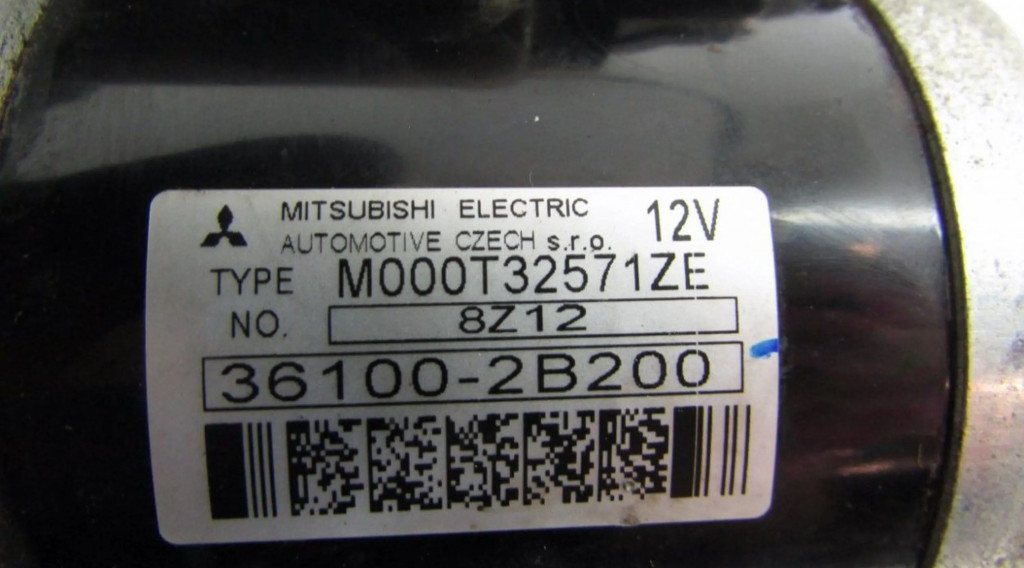 MITSUBISHI ELECTRIC 12V
AUTOMOTIVE CZECH s.r.o.
TYPE M000T32571ZE
NO. 8Z12
36100-2B200